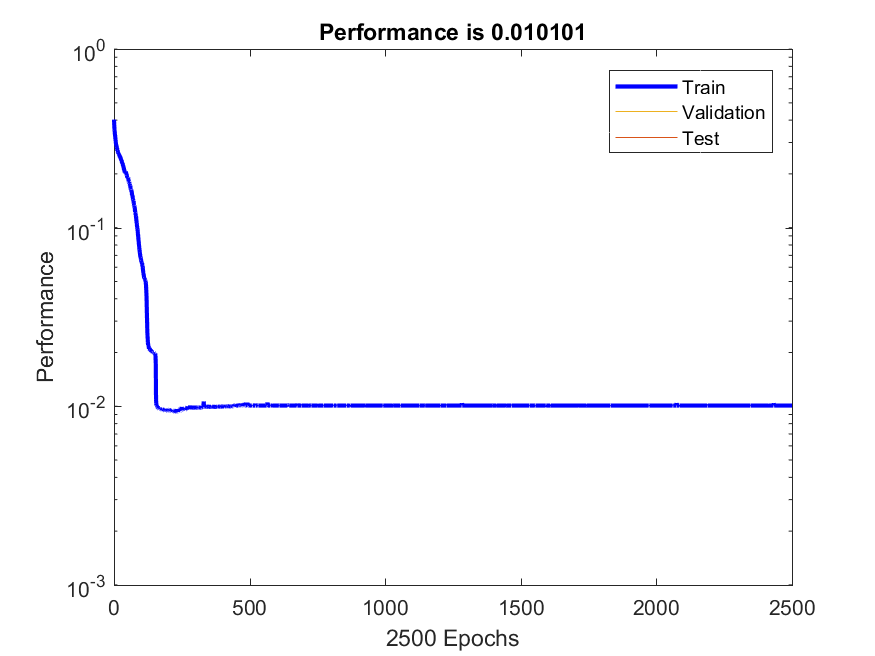 Performance is 0.010101
10^0
10^-1
10^-2
10^-3
Performance
Train
Validation
Test
0
500
1000
1500
2000
2500
2500 Epochs